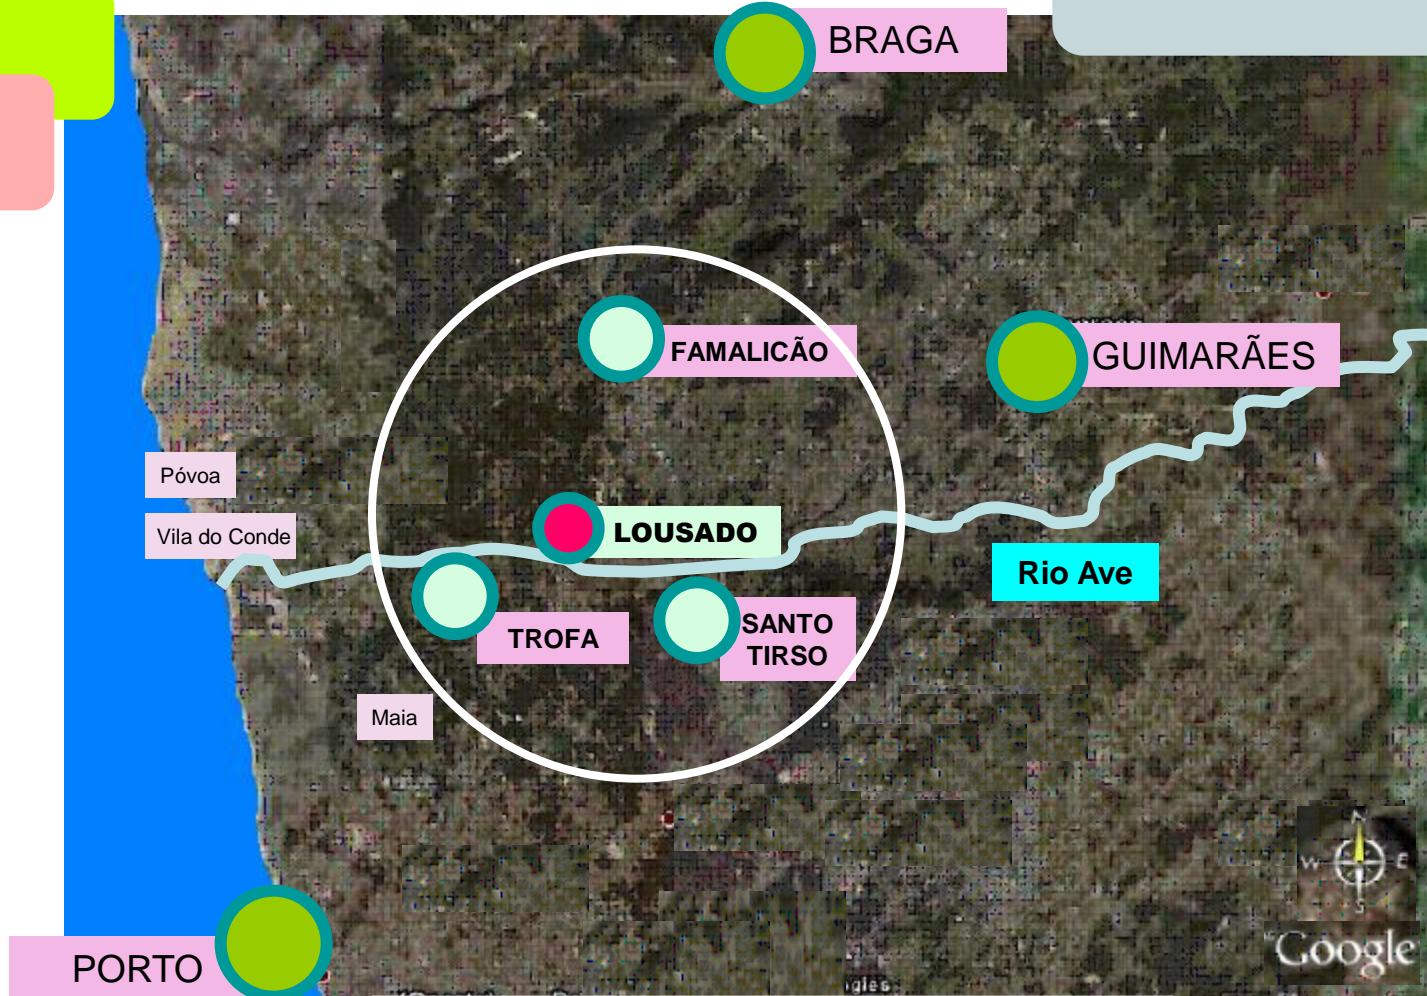 BRAGA
FAMALICÃO
GUIMARÃES
Póvoa
Vila do Conde
LOUSADO
Rio Ave
TROFA
SANTO
TIRSO
Maia
N
W E
S
Google
PORTO